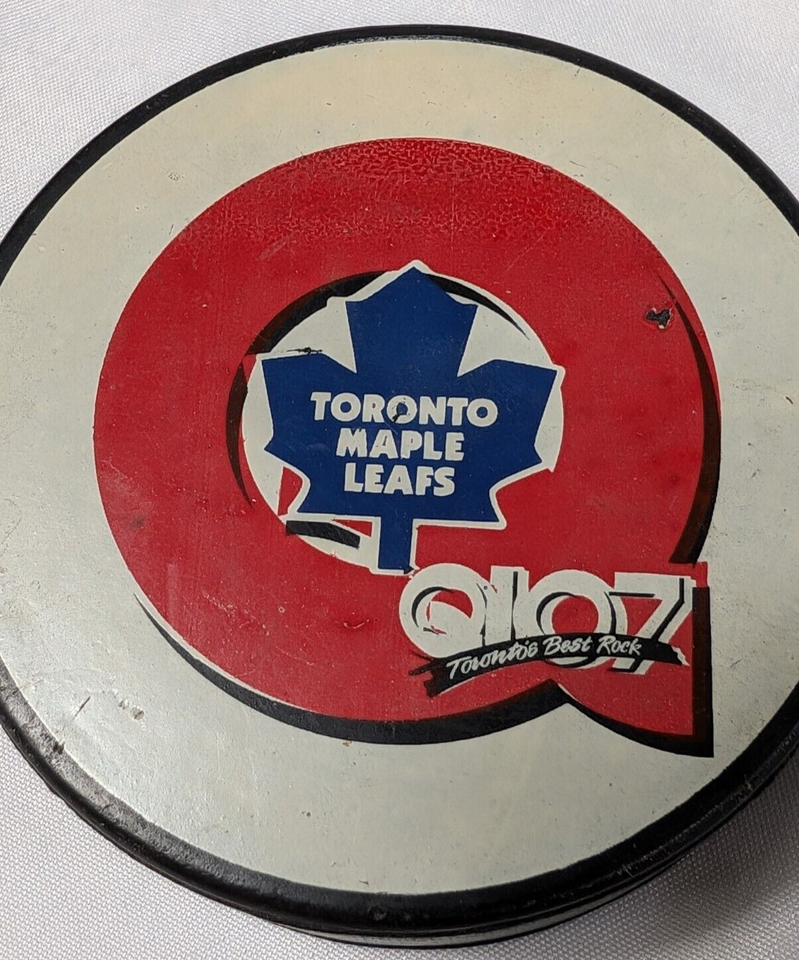 TORONTO
MAPLE
LEAFS
Q107
Toronto's Best Rock